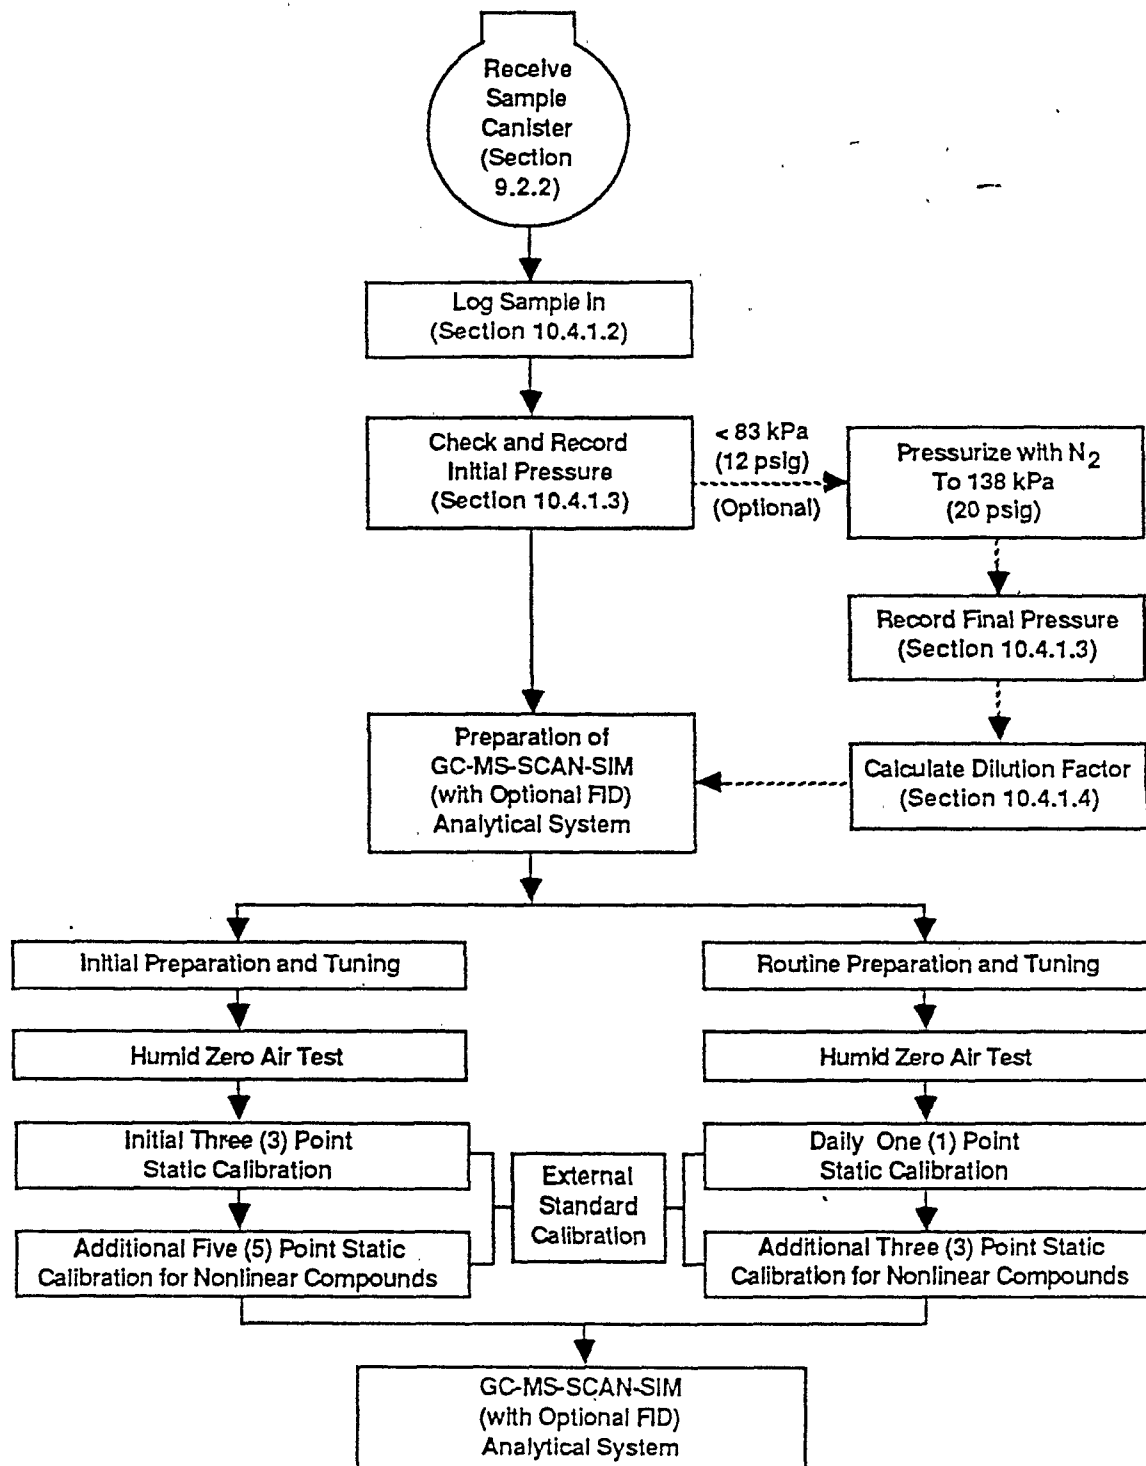 Receive
Sample
Canister
(Section
9.2.2)
Log Sample In
(Section 10.4.1.2)
Check and Record
Initial Pressure
(Section 10.4.1.3)
< 83 kPa
(12 psig)
(Optional)
Pressurize with N2
To 138 kPa
(20 psig)
Record Final Pressure
(Section 10.4.1.3)
Calculate Dilution Factor
(Section 10.4.1.4)
Preparation of
GC-MS-SCAN-SIM
(with Optional FID)
Analytical System
Initial Preparation and Tuning
Humid Zero Air Test
Initial Three (3) Point
Static Calibration
Additional Five (5) Point Static
Calibration for Nonlinear Compounds
External
Standard
Calibration
Routine Preparation and Tuning
Humid Zero Air Test
Daily One (1) Point
Static Calibration
Additional Three (3) Point Static
Calibration for Nonlinear Compounds
GC-MS-SCAN-SIM
(with Optional FID)
Analytical System